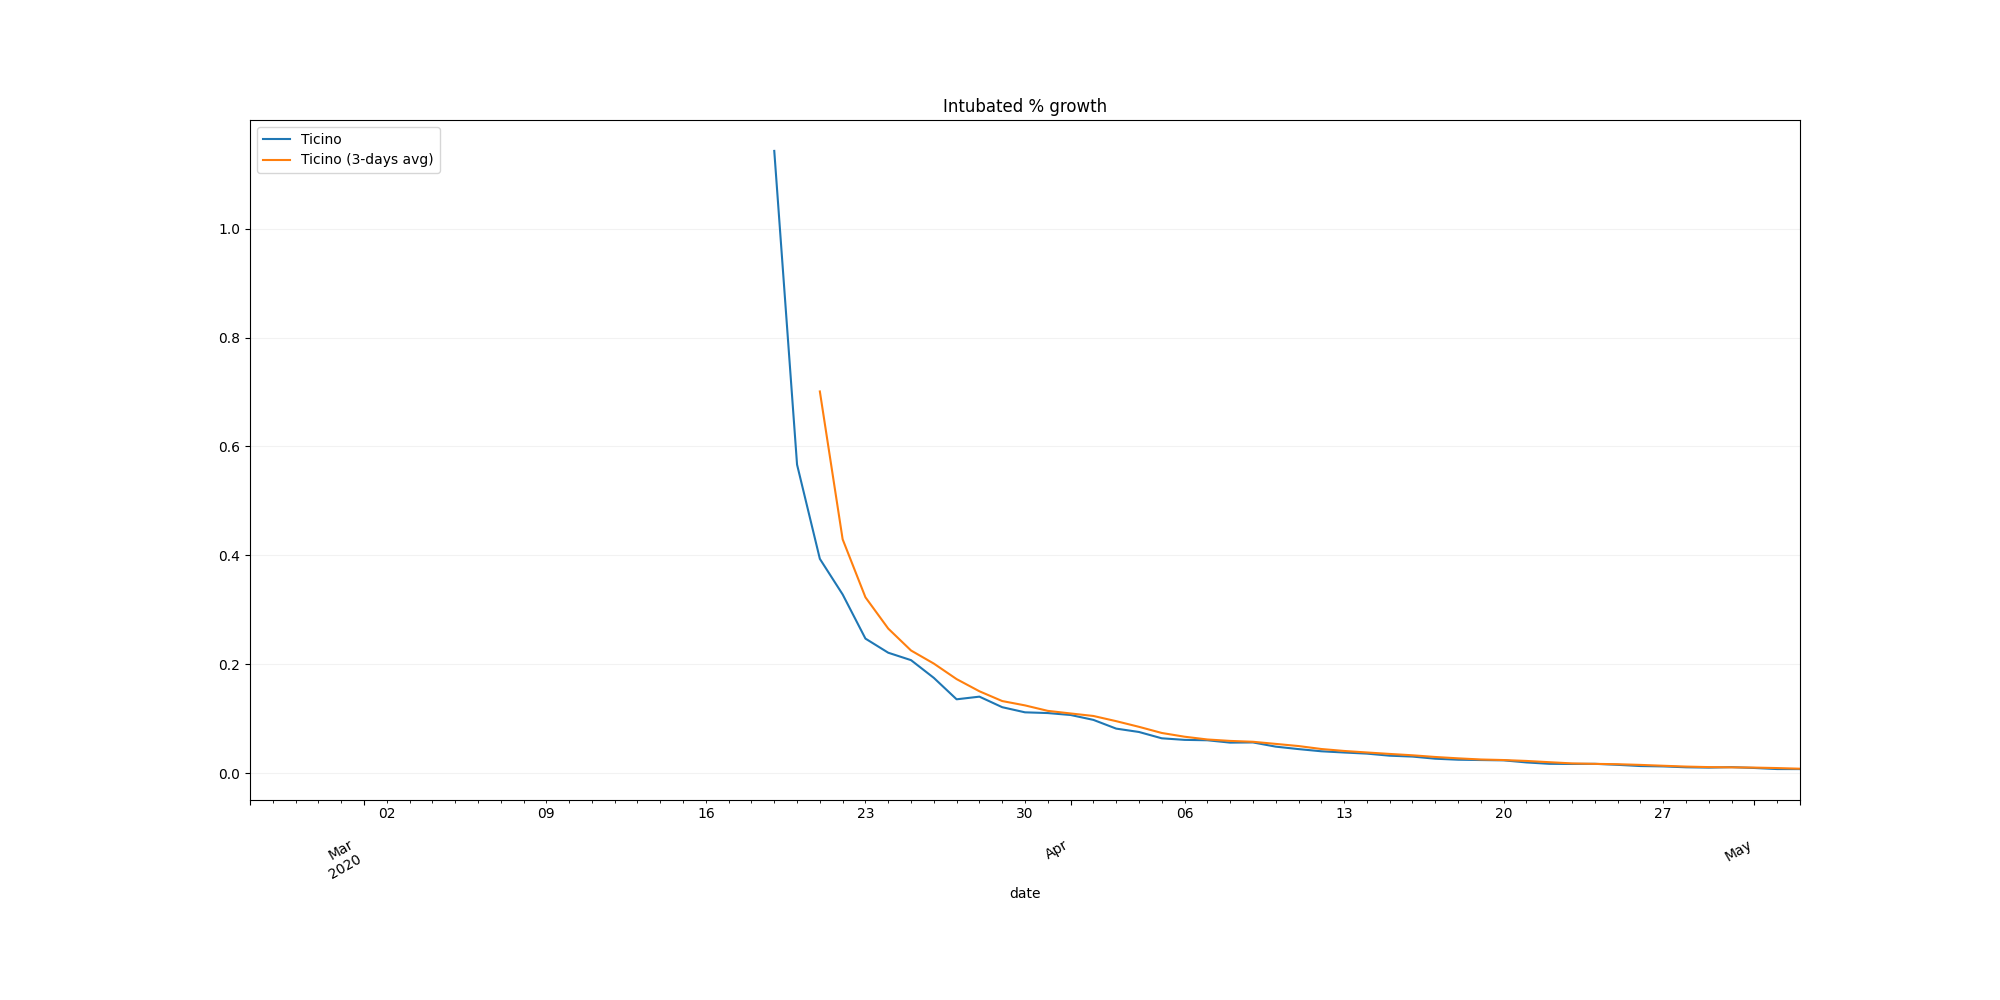 Intubated % growth
Ticino
Ticino (3-days avg)
1.0
0.8
0.6
0.4
0.2
0.0
02 09 16 23 30 06 13 20 27
Mar Apr May
2020
date